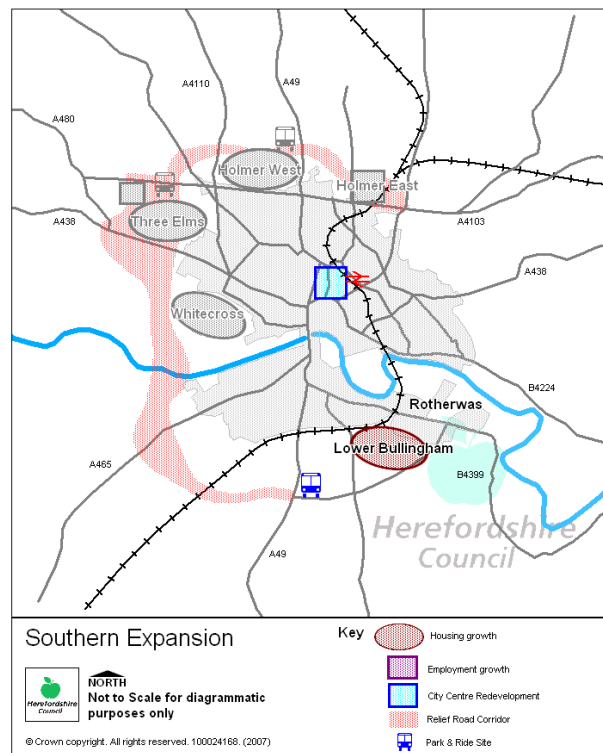 A4110
A49
A480
Holmer West
Holmer East
Three Elms
A438
A4103
A438
Whitecross
B4224
Rotherwas
Lower Bullingham
A465
B4399
Herefordshire
Council
A49
Southern Expansion
Key
Housing growth
Employment growth
City Centre Redevelopment
Relief Road Corridor
Park & Ride Site
Herefordshire
Council
NORTH
Not to Scale for diagrammatic
purposes only
© Crown copyright. All rights reserved. 100024168. (2007)